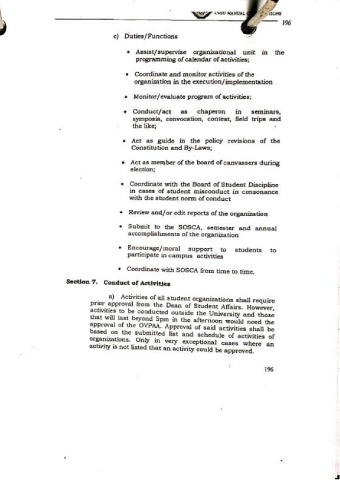 MANUAL
196
c) Duties/Functions
• Assist/supervise organizational unit in the
programming of calendar of activities;
• Coordinate and monitor activities of the
organization in the execution/implementation
• Monitor/evaluate program of activities;
• Conduct/act as chaperon in seminars,
symposia, convocation, contest, field trips and
the like;
• Act as guide in the policy revisions of the
Constitution and By-Laws;
• Act as member of the board of canvassers during
election;
• Coordinate with the Board of Student Discipline
in cases of student misconduct in consonance
with the student norm of conduct
• Review and/or edit reports of the organization
• Submit to the SOSCA, semester and annual
accomplishments of the organization
• Encourage/moral support to students to
participate in campus activities
• Coordinate with SOSCA from time to time.
Section 7. Conduct of Activities
a) Activities of all student organizations shall require
prior approval from the Dean of Student Affairs. However,
activities to be conducted outside the University and those
that will last beyond 5pm in the afternoon would need the
approval of the OVPAA. Approval of said activities shall be
based on the submitted list and schedule of activities of
organizations. Only in very exceptional cases where an
activity is not listed that an activity could be approved.
196